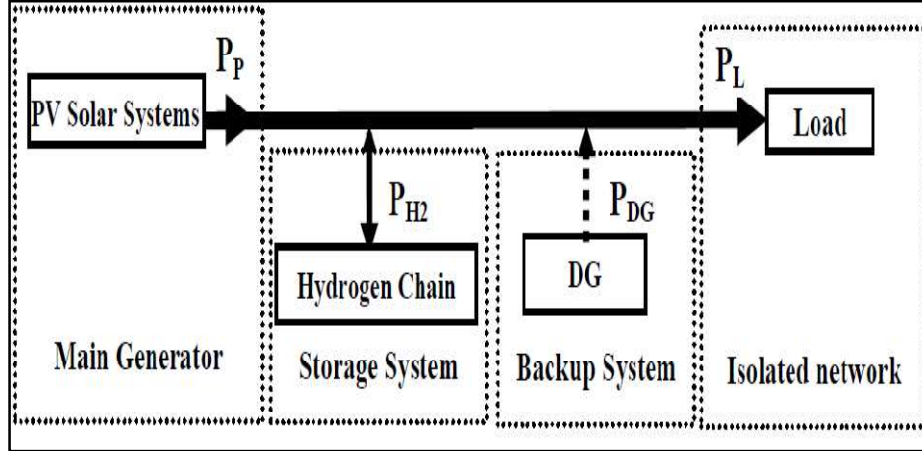 P_P
PV Solar Systems
Main Generator
P_H2
Hydrogen Chain
Storage System
P_DG
DG
Backup System
P_L
Load
Isolated network